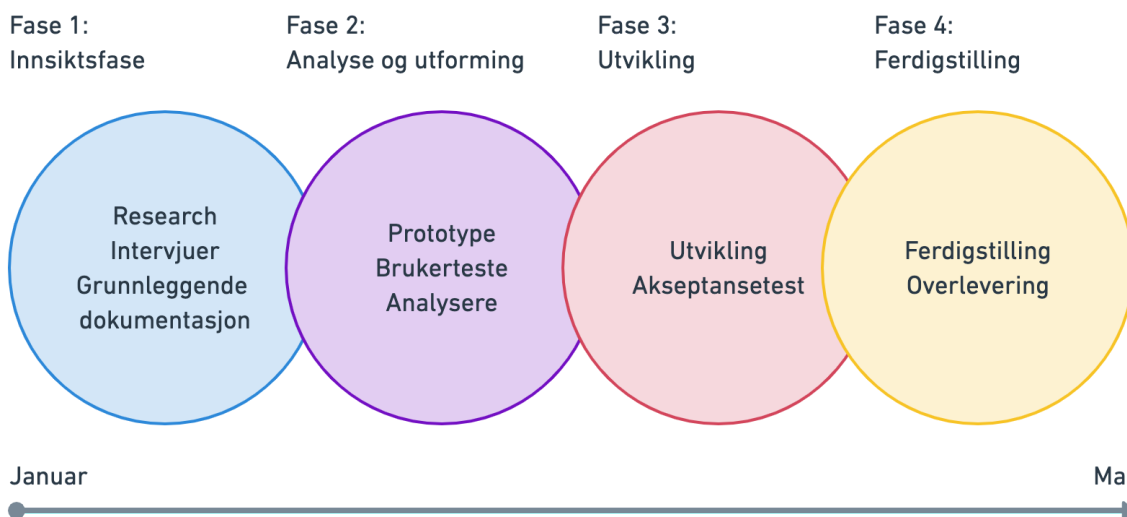 Fase 1:
Innsiktsfase
Fase 2:
Analyse og utforming
Fase 3:
Utvikling
Fase 4:
Ferdigstilling
Research
Intervjuer
Grunnleggende
dokumentasjon
Prototype
Brukerteste
Analysere
Utvikling
Akseptansetest
Ferdigstilling
Overlevering
Januar
Ma